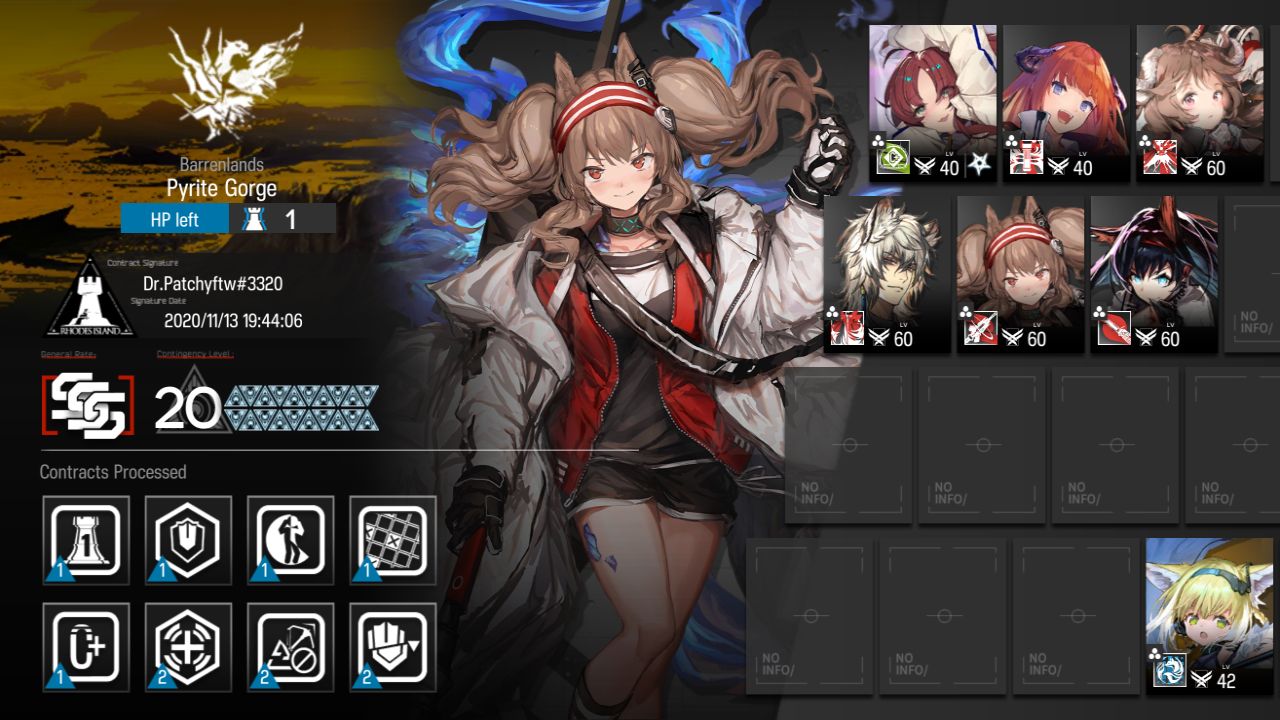 Barrenlands
Pyrite Gorge
HP left 1
Contract Signature
Dr.Patchyftw#3320
Signature Date
2020/11/13 19:44:06
RHODES ISLAND
General Rate:
Contingency Level :
SSS
20
Contracts Processed
1
1 1 1 1
1 2 2 2
LV 40
LV 40
LV 60
LV 60
LV 60
LV 60
NO
INFO/
NO
INFO/
NO
INFO/
NO
INFO/
NO
INFO/
NO
INFO/
NO
INFO/
NO
INFO/
LV 42